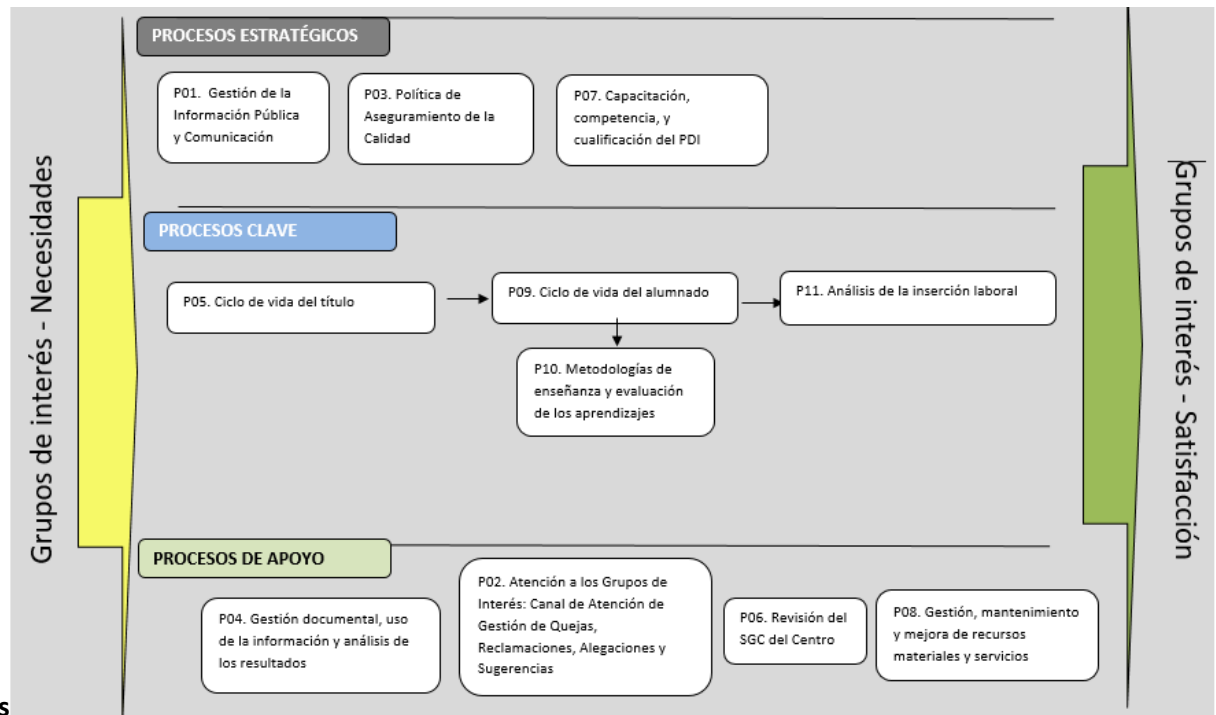 PROCESOS ESTRATÉGICOS
P01. Gestión de la
Información Pública
y Comunicación
P03. Política de
Aseguramiento de la
Calidad
P07. Capacitación,
competencia, y
cualificación del PDI
Grupos de interés - Necesidades
Grupos de interés - Satisfacción
PROCESOS CLAVE
P05. Ciclo de vida del título
P09. Ciclo de vida del alumnado
P11. Análisis de la inserción laboral
P10. Metodologías de
enseñanza y evaluación
de los aprendizajes
PROCESOS DE APOYO
P04. Gestión documental, uso
de la información y análisis de
los resultados
P02. Atención a los Grupos de
Interés: Canal de Atención de
Gestión de Quejas,
Reclamaciones, Alegaciones y
Sugerencias
P06. Revisión del
SGC del Centro
P08. Gestión, mantenimiento
y mejora de recursos
materiales y servicios
s